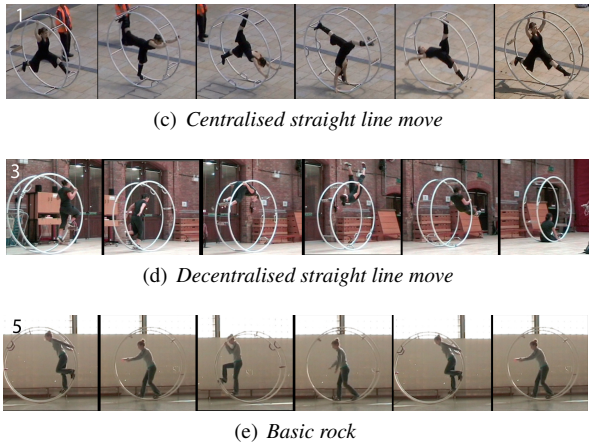 1
(c) Centralised straight line move
3
(d) Decentralised straight line move
5
(e) Basic rock